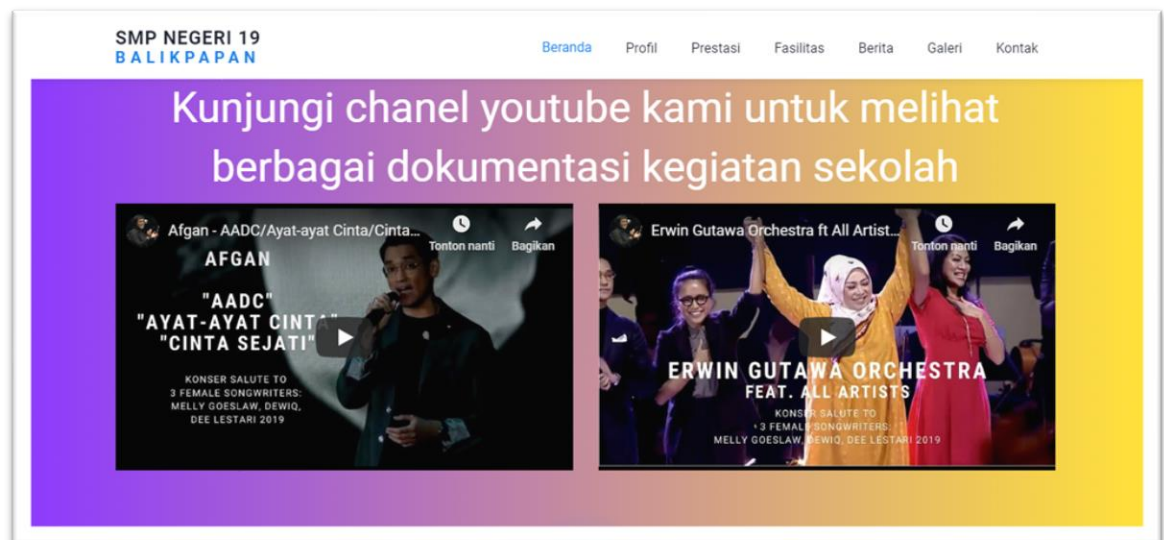 SMP NEGERI 19
BALIKPAPAN
Beranda Profil Prestasi Fasilitas Berita Galeri Kontak
Kunjungi chanel youtube kami untuk melihat
berbagai dokumentasi kegiatan sekolah
Afgan - AADC/Ayat-ayat Cinta/Cinta...
Tonton nanti Bagikan
AFGAN
"AADC"
"AYAT-AYAT CINTA"
"CINTA SEJATI"
KONSER SALUTE TO
3 FEMALE SONGWRITERS:
MELLY GOESLAW, DEWIQ,
DEE LESTARI 2019
Erwin Gutawa Orchestra ft All Artist...
Tonton nanti Bagikan
ERWIN GUTAWA ORCHESTRA
FEAT. ALL ARTISTS
KONSER SALUTE TO
3 FEMALE SONGWRITERS:
MELLY GOESLAW, DEWIQ, DEE LESTARI 2019